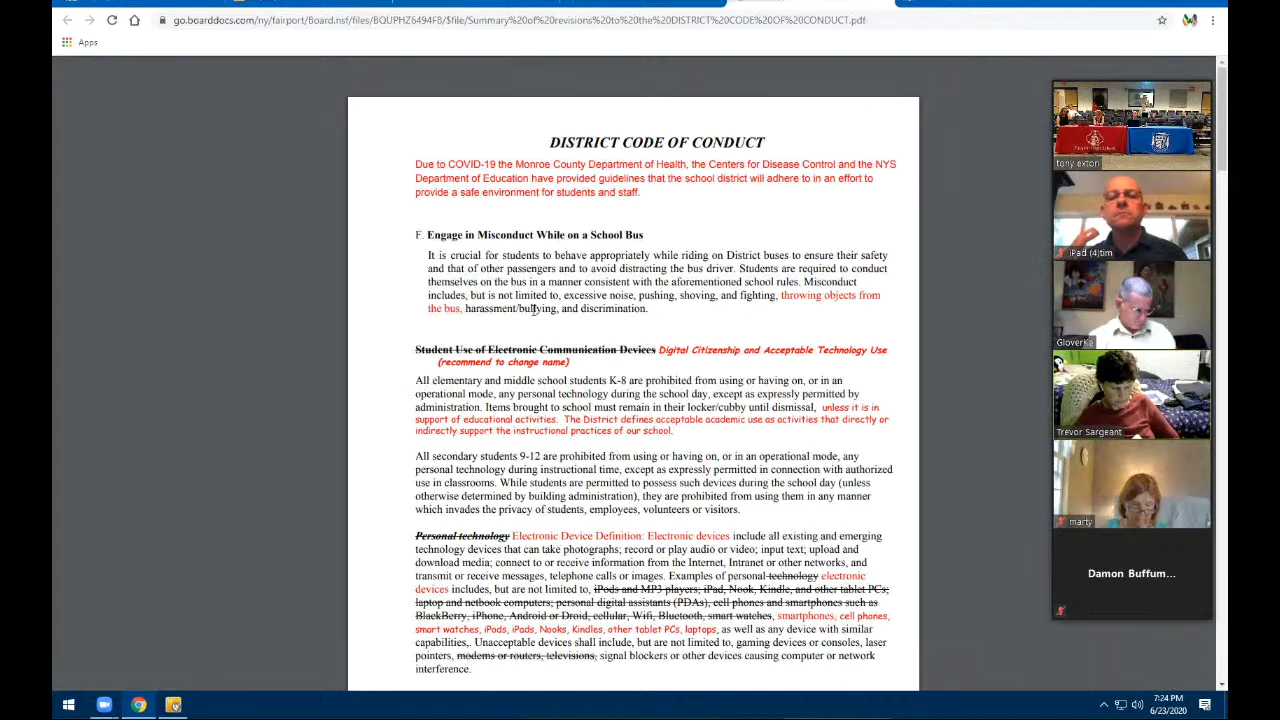 go.boarddocs.com/ny/fairport/Board.nsf/files/BQUPHZ6494F8/$file/Summary%20of%20revisions%20to%20the%20DISTRICT%20CODE%20OF%20CONDUCT.pdf
Apps
DISTRICT CODE OF CONDUCT
Due to COVID-19 the Monroe County Department of Health, the Centers for Disease Control and the NYS
Department of Education have provided guidelines that the school district will adhere to in an effort to
provide a safe environment for students and staff.
F. Engage in Misconduct While on a School Bus
It is crucial for students to behave appropriately while riding on District buses to ensure their safety
and that of other passengers and to avoid distracting the bus driver. Students are required to conduct
themselves on the bus in a manner consistent with the aforementioned school rules. Misconduct
includes, but is not limited to, excessive noise, pushing, shoving, and fighting, throwing objects from
the bus, harassment/bullying, and discrimination.
Student Use of Electronic Communication Devices Digital Citizenship and Acceptable Technology Use
(recommend to change name)
All elementary and middle school students K-8 are prohibited from using or having on, or in an
operational mode, any personal technology during the school day, except as expressly permitted by
administration. Items brought to school must remain in their locker/cubby until dismissal, unless it is in
support of educational activities. The District defines acceptable academic use as activities that directly or
indirectly support the instructional practices of our school.
All secondary students 9-12 are prohibited from using or having on, or in an operational mode, any
personal technology during instructional time, except as expressly permitted in connection with authorized
use in classrooms. While students are permitted to possess such devices during the school day (unless
otherwise determined by building administration), they are prohibited from using them in any manner
which invades the privacy of students, employees, volunteers or visitors.
Personal technology Electronic Device Definition: Electronic devices include all existing and emerging
technology devices that can take photographs; record or play audio or video; input text; upload and
download media; connect to or receive information from the Internet, Intranet or other networks, and
transmit or receive messages, telephone calls or images. Examples of personal technology electronic
devices includes, but are not limited to, iPods and MP3 players; iPad, Nook, Kindle, and other tablet PCs;
laptop and netbook computers; personal digital assistants (PDAs), cell phones and smartphones such as
BlackBerry, iPhone, Android or Droid, cellular, Wifi, Bluetooth, smart watches, smartphones, cell phones,
smart watches, iPods, iPads, Nooks, Kindles, other tablet PCs, laptops, as well as any device with similar
capabilities,. Unacceptable devices shall include, but are not limited to, gaming devices or consoles, laser
pointers, modems or routers, televisions, signal blockers or other devices causing computer or network
interference.
tony exton
iPad (4)tim
GloverKe
Trevor Sargeant
marty
Damon Buffum...
7:24 PM
6/23/2020